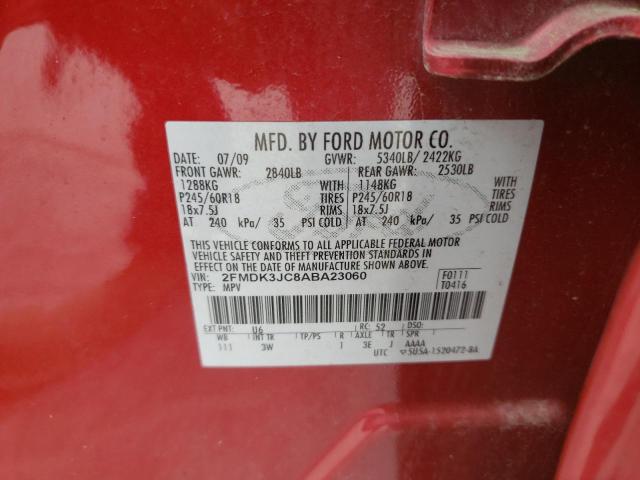 MFD. BY FORD MOTOR CO.
DATE: 07/09 GVWR: 5340LB/ 2422KG
FRONT GAWR: 2840LB REAR GAWR: 2530LB
1288KG 1148KG
P245/60R18 TIRES P245/60R18 TIRES
18x7.5J RIMS 18x7.5J RIMS
AT 240 kPa/ 35 PSI COLD AT 240 kPa/ 35 PSI COLD
THIS VEHICLE CONFORMS TO ALL APPLICABLE FEDERAL MOTOR
VEHICLE SAFETY AND THEFT PREVENTION STANDARDS IN EFFECT
ON THE DATE OF MANUFACTURE SHOWN ABOVE.
VIN: 2FMDK3JC8ABA23060 F0111
TYPE: MPV T0416
EXT PNT: U6 RC: 52 DSO:
WB INT TR TP/PS R AXLE TR SPR
111 3W 1 3E J AAAA
UTC 5U5A-1520472-BA